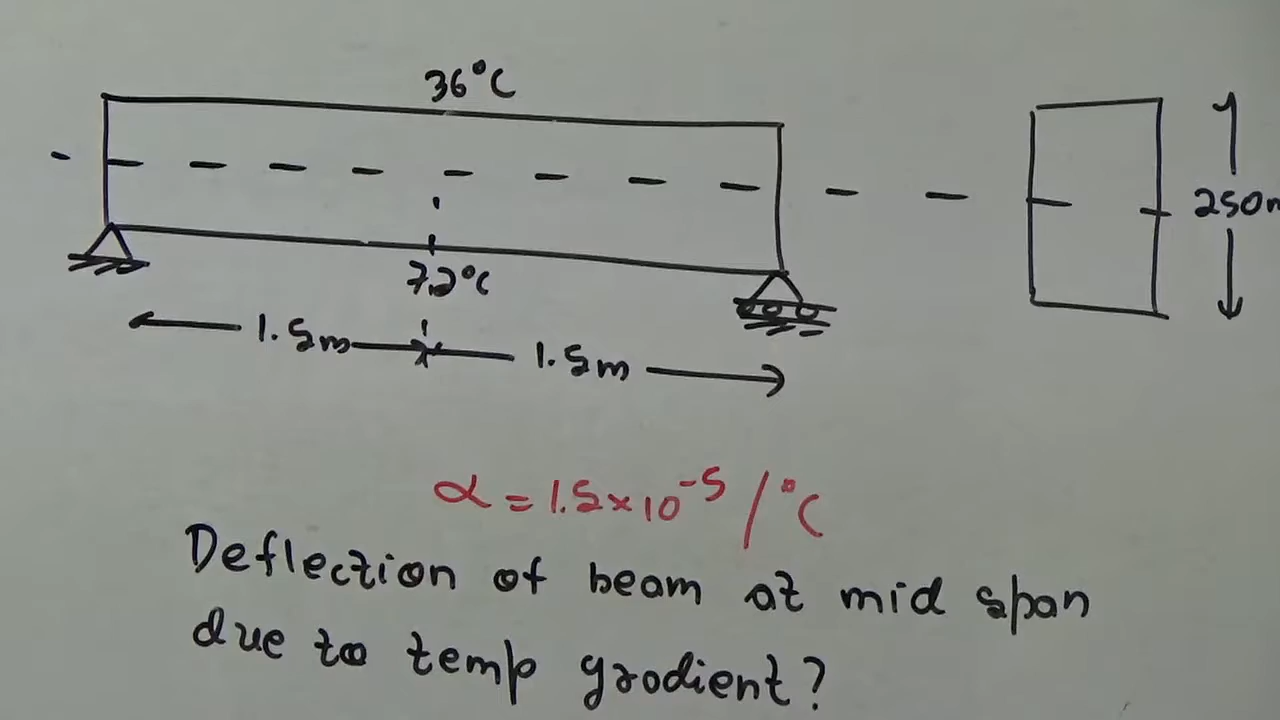 36°C
250m
72°C
1.5m 1.5m
α = 1.5×10⁻⁵ /°C
Deflection of beam at mid span
due to temp grodient?